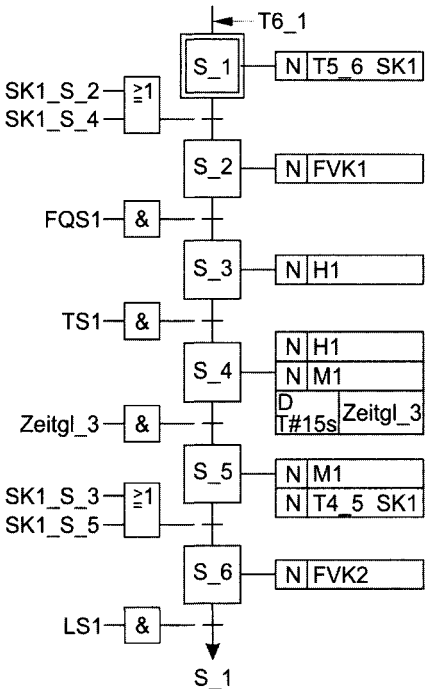 T6_1
S_1 N T5_6 SK1
SK1_S_2 ≥1
SK1_S_4
S_2 N FVK1
FQS1 &
S_3 N H1
TS1 &
N H1
S_4 N M1
D T#15s Zeitgl_3
Zeitgl_3 &
S_5 N M1
N T4_5 SK1
SK1_S_3 ≥1
SK1_S_5
S_6 N FVK2
LS1 &
S_1